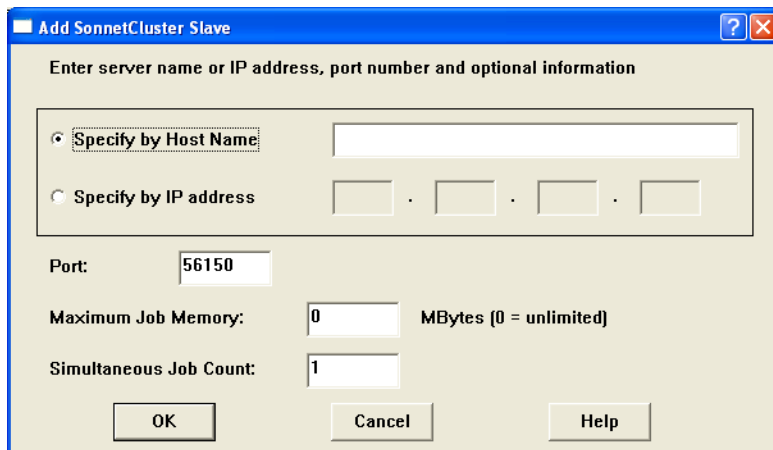 Add SonnetCluster Slave
Enter server name or IP address, port number and optional information
Specify by Host Name
Specify by IP address . . .
Port: 56150
Maximum Job Memory: 0 MBytes (0 = unlimited)
Simultaneous Job Count: 1
OK Cancel Help